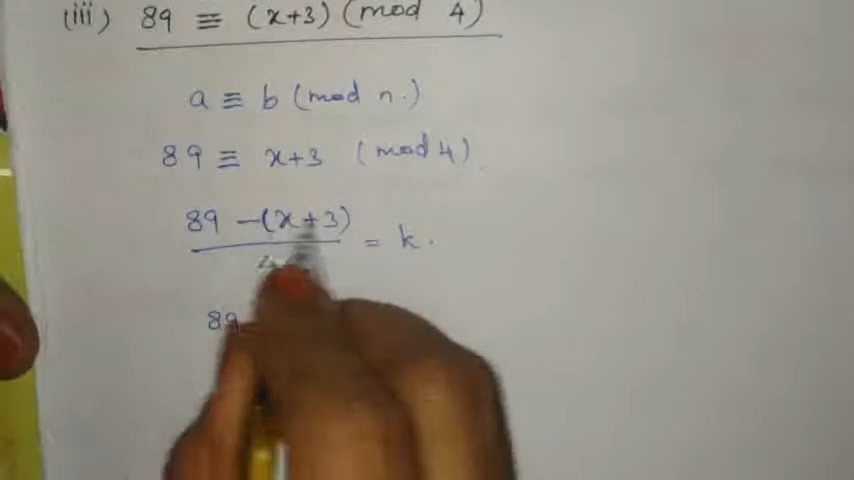 (iii) 89 ≡ (x+3) (mod 4)
a ≡ b (mod n.)
89 ≡ x+3 (mod 4).
89 -(x+3)
= k.
89